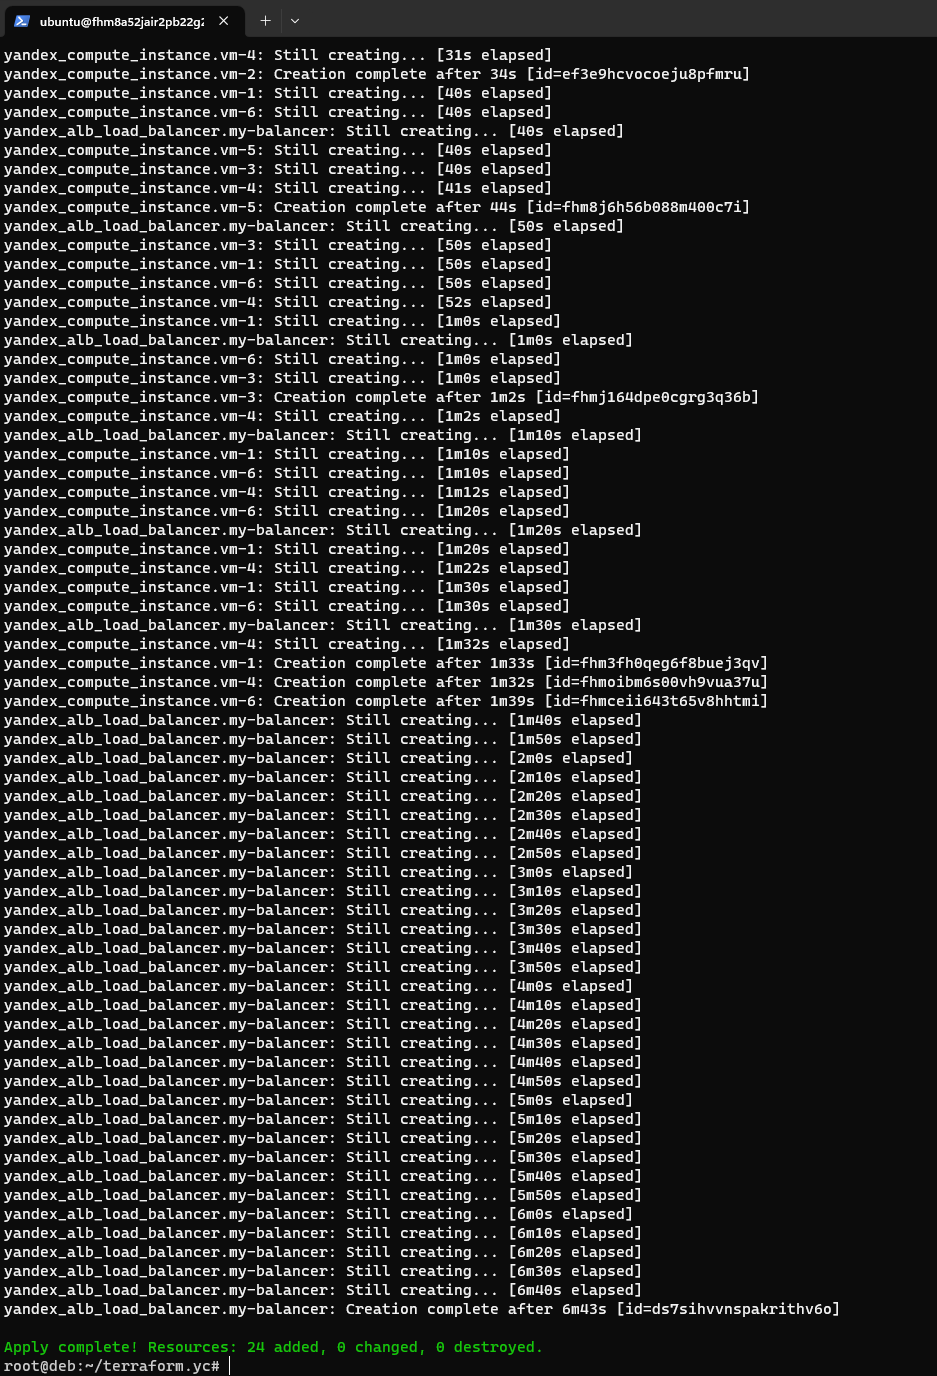 ubuntu@fhm8a52jair2pb22g2
yandex_compute_instance.vm-4: Still creating... [31s elapsed]
yandex_compute_instance.vm-2: Creation complete after 34s [id=ef3e9hcvocoeju8pfmru]
yandex_compute_instance.vm-1: Still creating... [40s elapsed]
yandex_compute_instance.vm-6: Still creating... [40s elapsed]
yandex_alb_load_balancer.my-balancer: Still creating... [40s elapsed]
yandex_compute_instance.vm-5: Still creating... [40s elapsed]
yandex_compute_instance.vm-3: Still creating... [40s elapsed]
yandex_compute_instance.vm-4: Still creating... [41s elapsed]
yandex_compute_instance.vm-5: Creation complete after 44s [id=fhm8j6h56b088m400c7i]
yandex_alb_load_balancer.my-balancer: Still creating... [50s elapsed]
yandex_compute_instance.vm-3: Still creating... [50s elapsed]
yandex_compute_instance.vm-1: Still creating... [50s elapsed]
yandex_compute_instance.vm-6: Still creating... [50s elapsed]
yandex_compute_instance.vm-4: Still creating... [52s elapsed]
yandex_compute_instance.vm-1: Still creating... [1m0s elapsed]
yandex_alb_load_balancer.my-balancer: Still creating... [1m0s elapsed]
yandex_compute_instance.vm-6: Still creating... [1m0s elapsed]
yandex_compute_instance.vm-3: Still creating... [1m0s elapsed]
yandex_compute_instance.vm-3: Creation complete after 1m2s [id=fhmj164dpe0cgrg3q36b]
yandex_compute_instance.vm-4: Still creating... [1m2s elapsed]
yandex_alb_load_balancer.my-balancer: Still creating... [1m10s elapsed]
yandex_compute_instance.vm-1: Still creating... [1m10s elapsed]
yandex_compute_instance.vm-6: Still creating... [1m10s elapsed]
yandex_compute_instance.vm-4: Still creating... [1m12s elapsed]
yandex_compute_instance.vm-6: Still creating... [1m20s elapsed]
yandex_alb_load_balancer.my-balancer: Still creating... [1m20s elapsed]
yandex_compute_instance.vm-1: Still creating... [1m20s elapsed]
yandex_compute_instance.vm-4: Still creating... [1m22s elapsed]
yandex_compute_instance.vm-1: Still creating... [1m30s elapsed]
yandex_compute_instance.vm-6: Still creating... [1m30s elapsed]
yandex_alb_load_balancer.my-balancer: Still creating... [1m30s elapsed]
yandex_compute_instance.vm-4: Still creating... [1m32s elapsed]
yandex_compute_instance.vm-1: Creation complete after 1m33s [id=fhm3fh0qeg6f8buej3qv]
yandex_compute_instance.vm-4: Creation complete after 1m32s [id=fhmoibm6s00vh9vua37u]
yandex_compute_instance.vm-6: Creation complete after 1m39s [id=fhmceii643t65v8hhtmi]
yandex_alb_load_balancer.my-balancer: Still creating... [1m40s elapsed]
yandex_alb_load_balancer.my-balancer: Still creating... [1m50s elapsed]
yandex_alb_load_balancer.my-balancer: Still creating... [2m0s elapsed]
yandex_alb_load_balancer.my-balancer: Still creating... [2m10s elapsed]
yandex_alb_load_balancer.my-balancer: Still creating... [2m20s elapsed]
yandex_alb_load_balancer.my-balancer: Still creating... [2m30s elapsed]
yandex_alb_load_balancer.my-balancer: Still creating... [2m40s elapsed]
yandex_alb_load_balancer.my-balancer: Still creating... [2m50s elapsed]
yandex_alb_load_balancer.my-balancer: Still creating... [3m0s elapsed]
yandex_alb_load_balancer.my-balancer: Still creating... [3m10s elapsed]
yandex_alb_load_balancer.my-balancer: Still creating... [3m20s elapsed]
yandex_alb_load_balancer.my-balancer: Still creating... [3m30s elapsed]
yandex_alb_load_balancer.my-balancer: Still creating... [3m40s elapsed]
yandex_alb_load_balancer.my-balancer: Still creating... [3m50s elapsed]
yandex_alb_load_balancer.my-balancer: Still creating... [4m0s elapsed]
yandex_alb_load_balancer.my-balancer: Still creating... [4m10s elapsed]
yandex_alb_load_balancer.my-balancer: Still creating... [4m20s elapsed]
yandex_alb_load_balancer.my-balancer: Still creating... [4m30s elapsed]
yandex_alb_load_balancer.my-balancer: Still creating... [4m40s elapsed]
yandex_alb_load_balancer.my-balancer: Still creating... [4m50s elapsed]
yandex_alb_load_balancer.my-balancer: Still creating... [5m0s elapsed]
yandex_alb_load_balancer.my-balancer: Still creating... [5m10s elapsed]
yandex_alb_load_balancer.my-balancer: Still creating... [5m20s elapsed]
yandex_alb_load_balancer.my-balancer: Still creating... [5m30s elapsed]
yandex_alb_load_balancer.my-balancer: Still creating... [5m40s elapsed]
yandex_alb_load_balancer.my-balancer: Still creating... [5m50s elapsed]
yandex_alb_load_balancer.my-balancer: Still creating... [6m0s elapsed]
yandex_alb_load_balancer.my-balancer: Still creating... [6m10s elapsed]
yandex_alb_load_balancer.my-balancer: Still creating... [6m20s elapsed]
yandex_alb_load_balancer.my-balancer: Still creating... [6m30s elapsed]
yandex_alb_load_balancer.my-balancer: Still creating... [6m40s elapsed]
yandex_alb_load_balancer.my-balancer: Creation complete after 6m43s [id=ds7sihvvnspakrithv6o]
Apply complete! Resources: 24 added, 0 changed, 0 destroyed.
root@deb:~/terraform.yc#